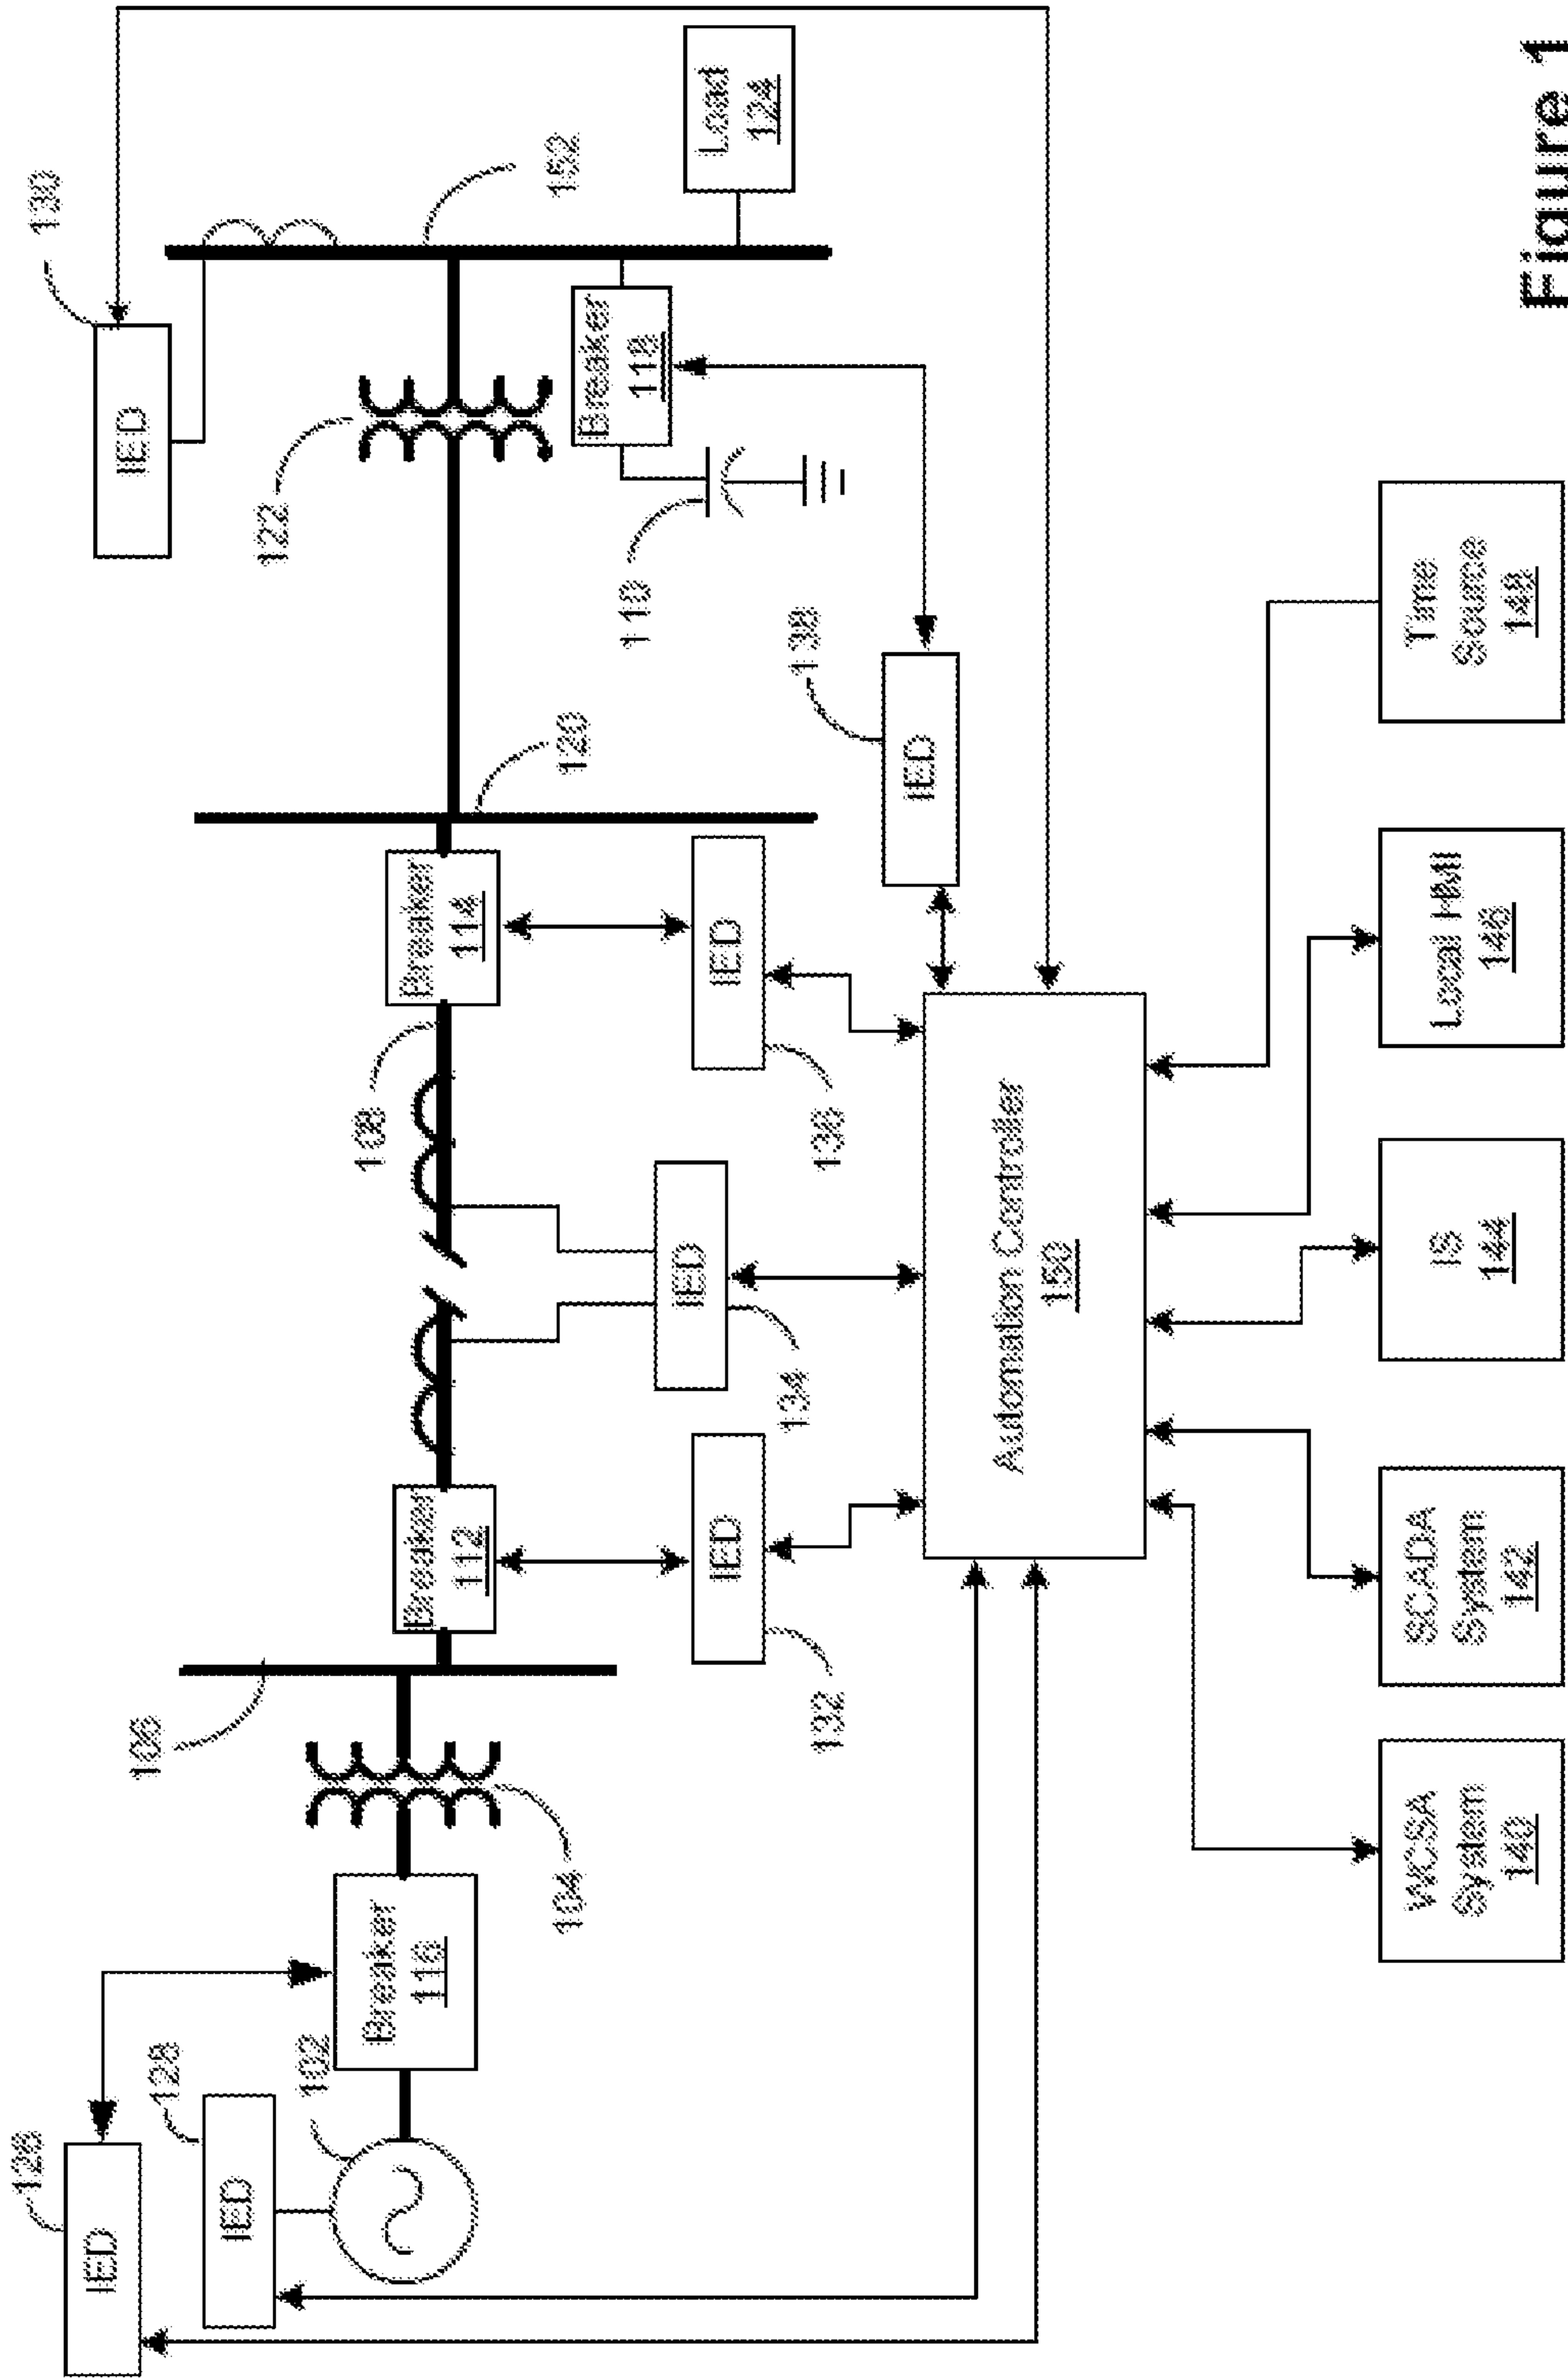 130
IED
126
IED
128
IED
102
Breaker
116
104
106
Breaker
112
108
Breaker
114
120
122
152
Breaker
118
110
Load
124
IED
132
IED
134
IED
136
IED
138
Automation Controller
150
WCSA
System
140
SCADA
System
142
IS
144
Local HMI
146
Time
Source
148
Figure 1